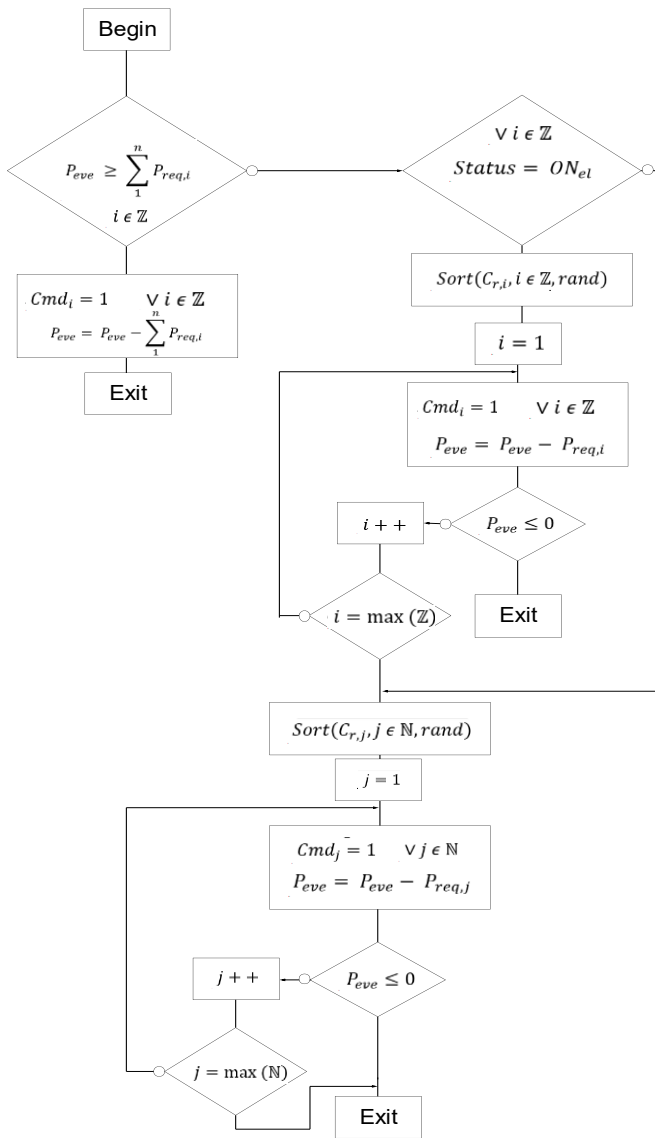 Begin
P_eve ≥ ∑_1^n P_req,i
i ϵ ℤ
∨ i ϵ ℤ
Status = ON_el
Cmd_i = 1 ∨ i ϵ ℤ
P_eve = P_eve − ∑_1^n P_req,i
Exit
Sort(C_r,i, i ϵ ℤ, rand)
i = 1
Cmd_i = 1 ∨ i ϵ ℤ
P_eve = P_eve − P_req,i
P_eve ≤ 0
i + +
Exit
i = max (ℤ)
Sort(C_r,j, j ϵ ℕ, rand)
j = 1
Cmd_j = 1 ∨ j ϵ ℕ
P_eve = P_eve − P_req,j
P_eve ≤ 0
j + +
j = max (ℕ)
Exit